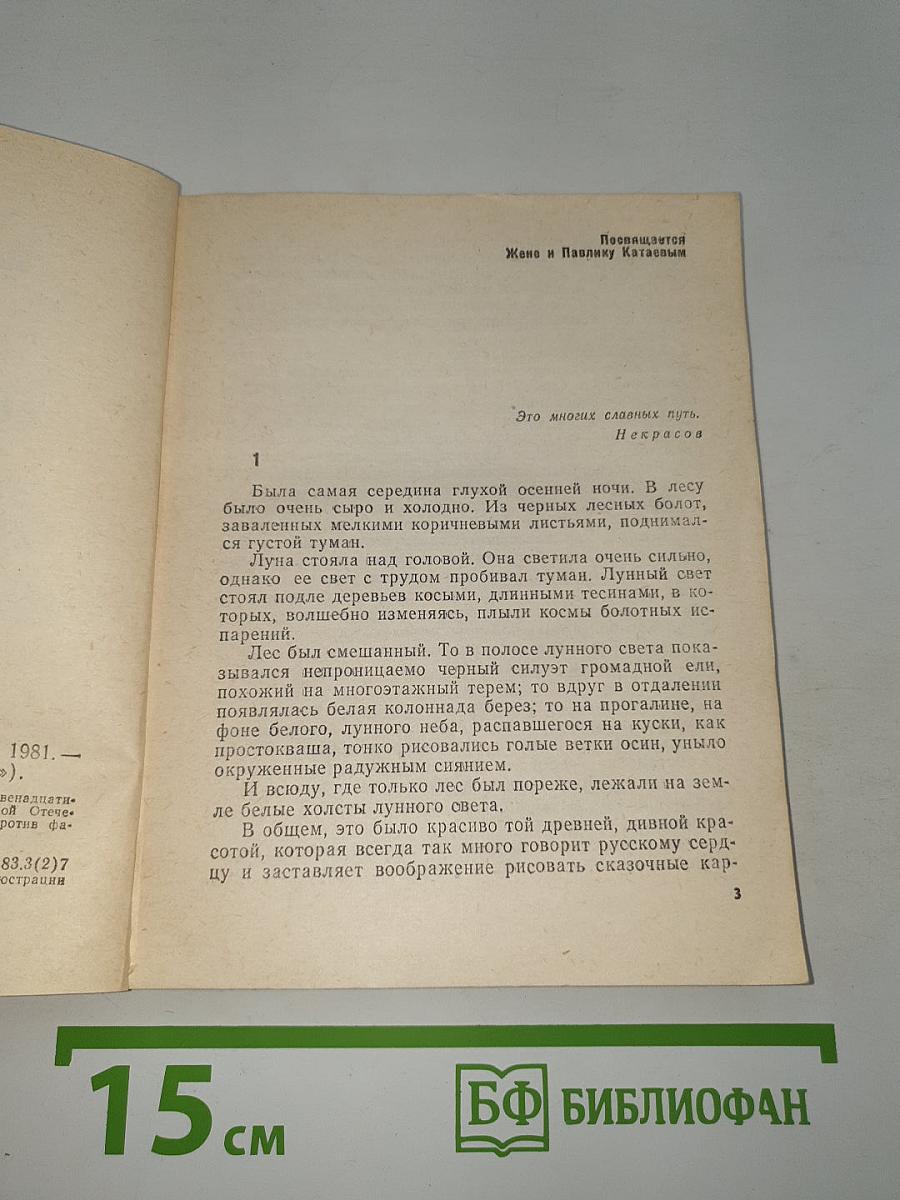 Посвящается
Жене и Павлику Катаевым
Это многих славных путь.
Некрасов
1
Была самая середина глухой осенней ночи. В лесу
было очень сыро и холодно. Из черных лесных болот,
заваленных мелкими коричневыми листьями, поднимал-
ся густой туман.
Луна стояла над головой. Она светила очень сильно,
однако ее свет с трудом пробивал туман. Лунный свет
стоял подле деревьев косыми, длинными тесинами, в ко-
торых, волшебно изменяясь, плыли космы болотных ис-
парений.
Лес был смешанный. То в полосе лунного света пока-
зывался непроницаемо черный силуэт громадной ели,
похожий на многоэтажный терем; то вдруг в отдалении
появлялась белая колоннада берез; то на прогалине, на
фоне белого, лунного неба, распавшегося на куски, как
простокваша, тонко рисовались голые ветки осин, уныло
окруженные радужным сиянием.
И всюду, где только лес был пореже, лежали на зем-
ле белые холсты лунного света.
В общем, это было красиво той древней, дивной кра-
сотой, которая всегда так много говорит русскому серд-
цу и заставляет воображение рисовать сказочные кар-
3
1981. —
»).
венадцати-
ой Отече-
ротив фа-
83.3(2)7
юстрации
15 см
БФ БИБЛИОФАН